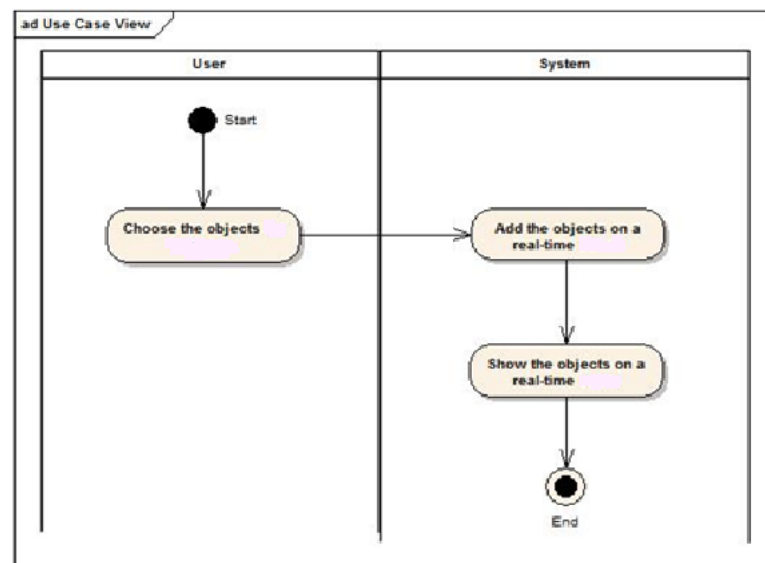 ad Use Case View
User
System
Start
Choose the objects
Add the objects on a
real-time
Show the objects on a
real-time
End